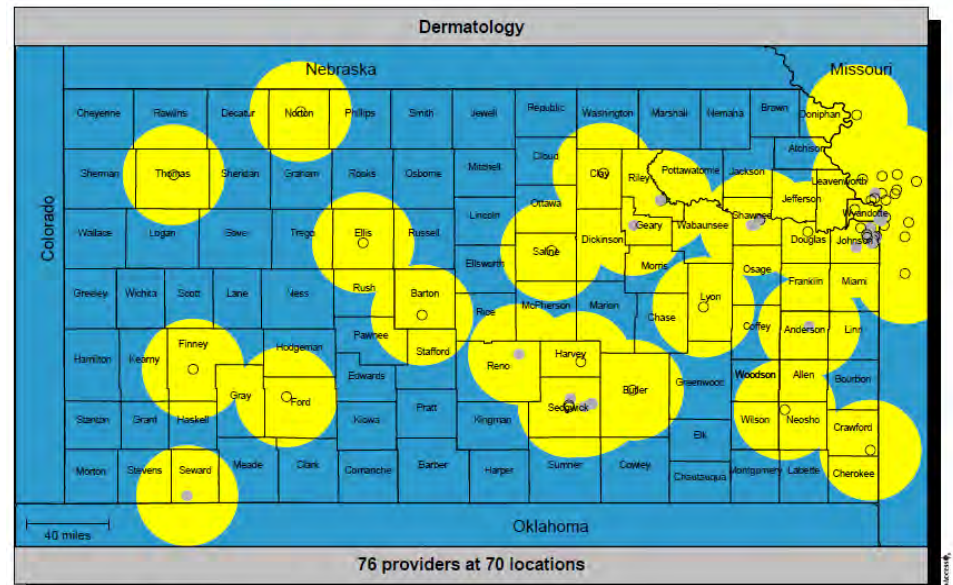 Dermatology
Nebraska
Missouri
Colorado
Cheyenne Rawlins Decatur Norton Phillips Smith Jewell Republic Washington Marshall Nemaha Brown Doniphan
Atchison
Sherman Thomas Sheridan Graham Rooks Osborne Mitchell Cloud Clay Riley Pottawatomie Jackson Jefferson Leavenworth
Ottawa
Wallace Logan Gove Trego Ellis Russell Lincoln Saline Dickinson Geary Wabaunsee Shawnee Douglas Johnson Wyandotte
Ellsworth Morris Osage Franklin Miami
Greeley Wichita Scott Lane Ness Rush Barton Rice McPherson Marion Chase Lyon Coffey Anderson Linn
Hamilton Kearny Finney Hodgeman Pawnee Stafford Reno Harvey
Gray Ford Edwards Sedgwick Butler Greenwood Woodson Allen Bourbon
Stanton Grant Haskell Kiowa Pratt Kingman Elk Wilson Neosho Crawford
Morton Stevens Seward Meade Clark Comanche Barber Harper Sumner Cowley Chautauqua Montgomery Labette Cherokee
40 miles
Oklahoma
76 providers at 70 locations